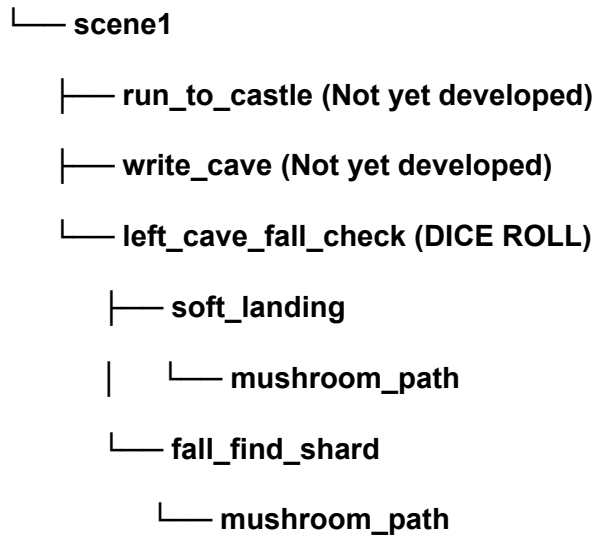 └── scene1
├── run_to_castle (Not yet developed)
├── write_cave (Not yet developed)
└── left_cave_fall_check (DICE ROLL)
├── soft_landing
│ └── mushroom_path
└── fall_find_shard
└── mushroom_path